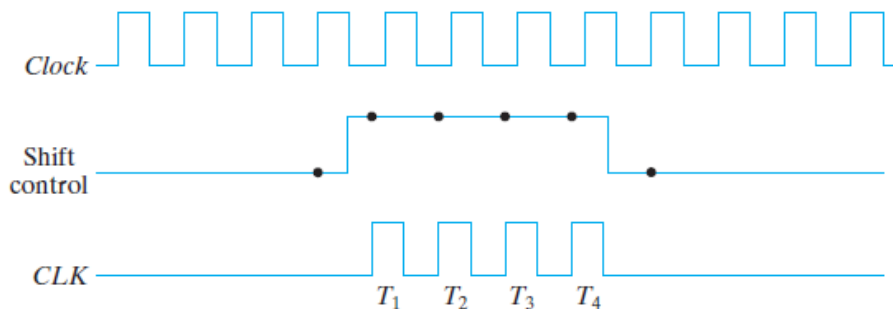 Clock
Shift
control
CLK
T₁ T₂ T₃ T₄